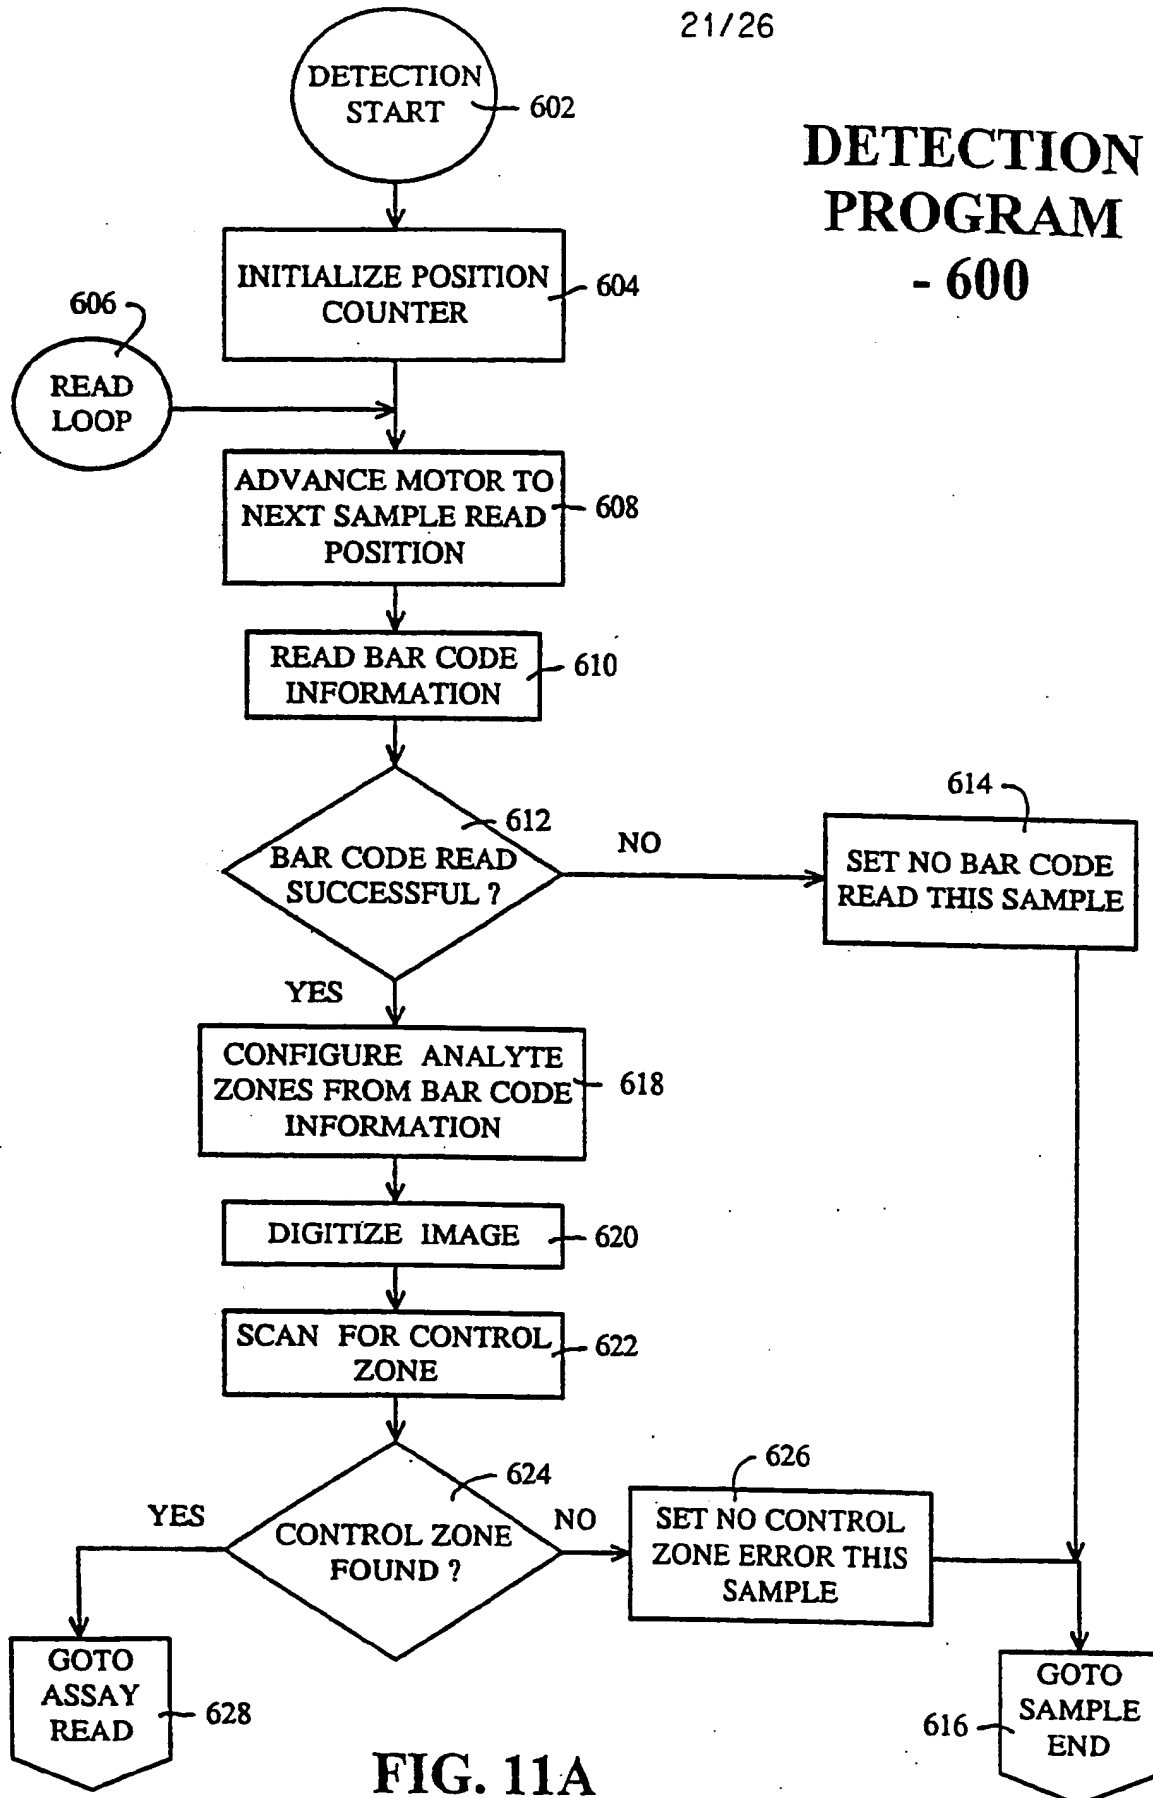 21/26
DETECTION
START
602
DETECTION
PROGRAM
- 600
INITIALIZE POSITION
COUNTER
604
606
READ
LOOP
ADVANCE MOTOR TO
NEXT SAMPLE READ
POSITION
608
READ BAR CODE
INFORMATION
610
612
BAR CODE READ
SUCCESSFUL ?
NO
614
SET NO BAR CODE
READ THIS SAMPLE
YES
CONFIGURE ANALYTE
ZONES FROM BAR CODE
INFORMATION
618
DIGITIZE IMAGE
620
SCAN FOR CONTROL
ZONE
622
624
CONTROL ZONE
FOUND ?
YES
NO
626
SET NO CONTROL
ZONE ERROR THIS
SAMPLE
GOTO
ASSAY
READ
628
GOTO
SAMPLE
END
616
FIG. 11A